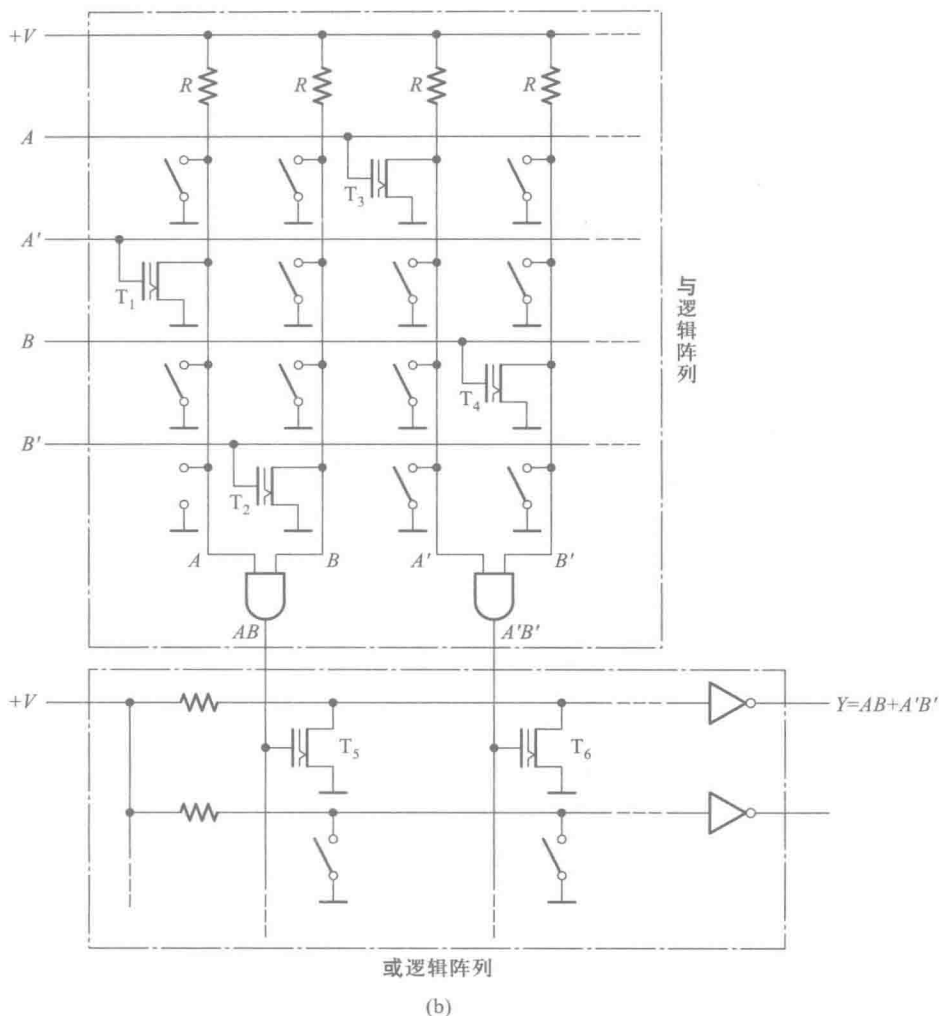 +V
R R R R
A
T₃
A'
T₁
B
T₄
B'
T₂
A B A' B'
AB A'B'
与逻辑阵列
+V
Y=AB+A'B'
T₅ T₆
或逻辑阵列
(b)